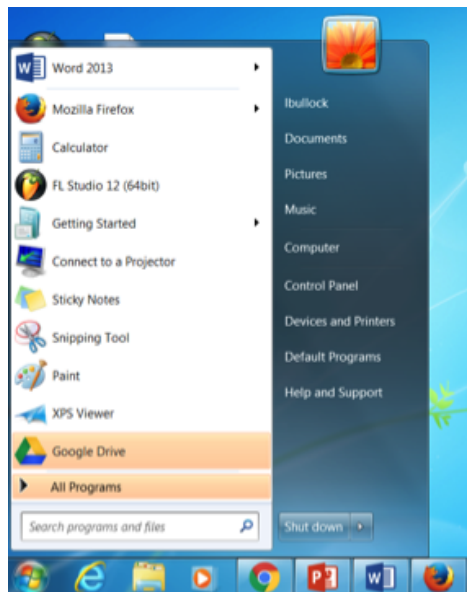 Word 2013
Mozilla Firefox
Calculator
FL Studio 12 (64bit)
Getting Started
Connect to a Projector
Sticky Notes
Snipping Tool
Paint
XPS Viewer
Google Drive
All Programs
Search programs and files
lbullock
Documents
Pictures
Music
Computer
Control Panel
Devices and Printers
Default Programs
Help and Support
Shut down